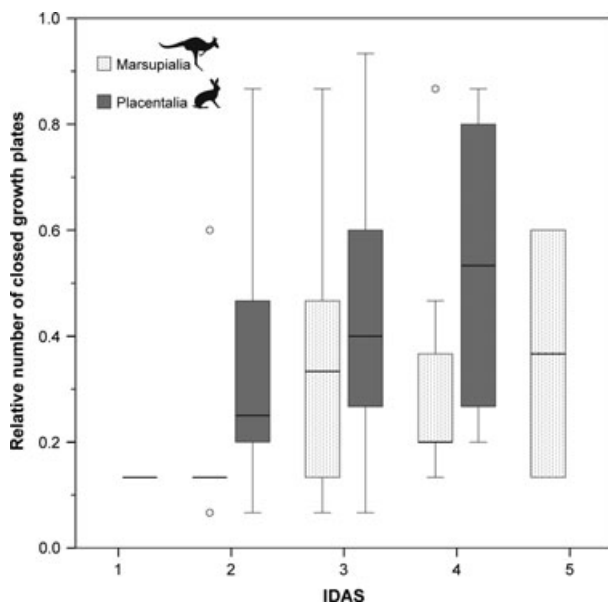 1.0
Marsupialia
Placentalia
0.8
0.6
0.4
0.2
0.0
Relative number of closed growth plates
1 2 3 4 5
IDAS